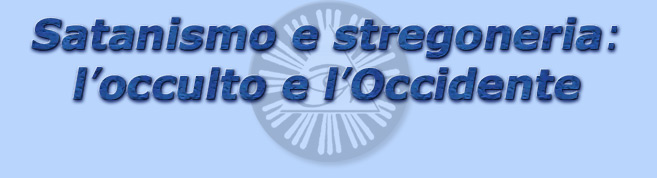 Satanismo e stregoneria:
l'occulto e l'Occidente